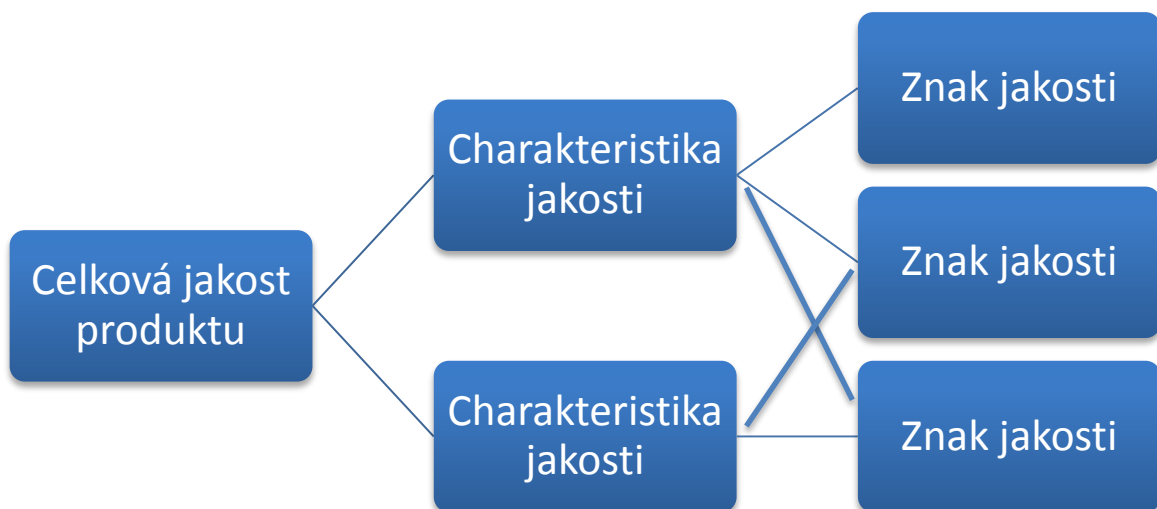 Celková jakost
produktu
Charakteristika
jakosti
Charakteristika
jakosti
Znak jakosti
Znak jakosti
Znak jakosti